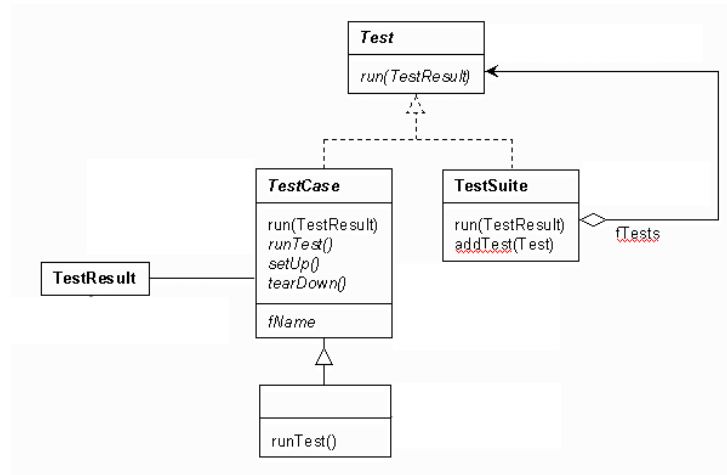 Test
run(TestResult)
TestCase
run(TestResult)
runTest()
setUp()
tearDown()
fName
TestSuite
run(TestResult)
addTest(Test)
fTests
TestResult
runTest()